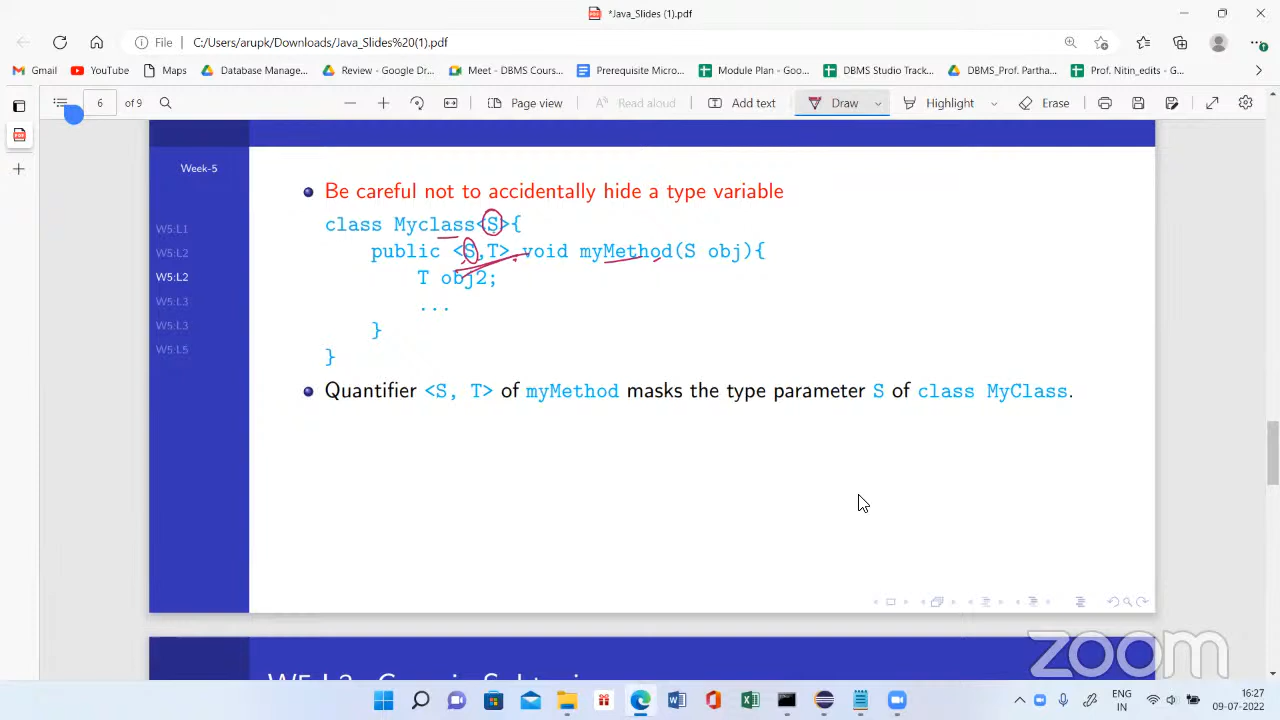 *Java_Slides (1).pdf
File
C:/Users/arupk/Downloads/Java_Slides%20(1).pdf
Gmail
YouTube
Maps
Database Manage...
Review - Google Dr...
Meet - DBMS Cours...
Prerequisite Micro...
Module Plan - Goo...
DBMS Studio Track...
DBMS_Prof. Partha...
Prof. Nitin_edits - G...
6 of 9
Page view
Read aloud
Add text
Draw
Highlight
Erase
Week-5
W5:L1
W5:L2
W5:L2
W5:L3
W5:L3
W5:L5
Be careful not to accidentally hide a type variable
class Myclass<S>{
public <S,T> void myMethod(S obj){
T obj2;
...
}
}
Quantifier <S, T> of myMethod masks the type parameter S of class MyClass.
zoom
ENG
IN
16:27
09-07-2022